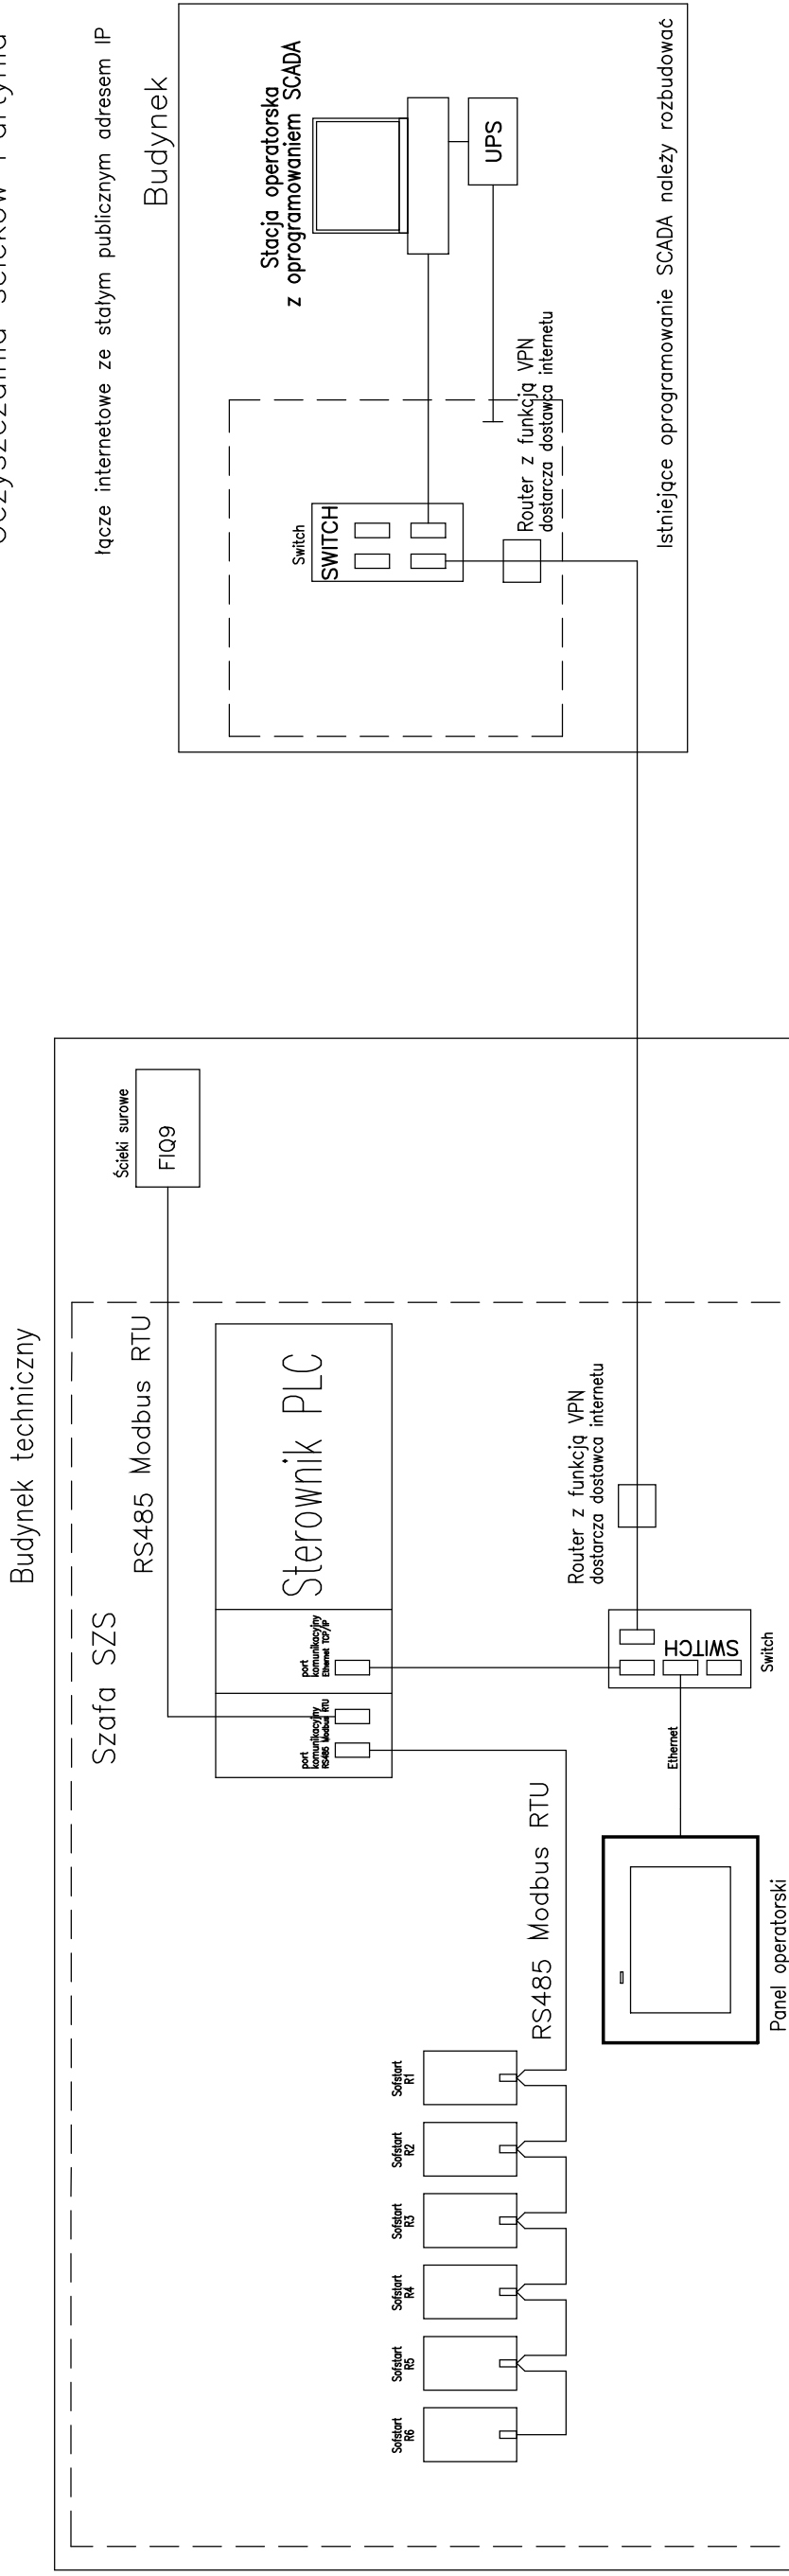 Budynek techniczny
Szafa SZS
RS485 Modbus RTU
Ścieki surowe
FIQ9
Sterownik PLC
port
komunikacyjny
Ethernet TCP/IP
port
komunikacyjny
RS485 Modbus RTU
Sofstart
R6
Sofstart
R5
Sofstart
R4
Sofstart
R3
Sofstart
R2
Sofstart
R1
RS485 Modbus RTU
Router z funkcją VPN
dostarcza dostawca internetu
SWITCH
Switch
Ethernet
Panel operatorski
łącze internetowe ze stałym publicznym adresem IP
Budynek
Stacja operatorska
z oprogramowaniem SCADA
UPS
Switch
SWITCH
Router z funkcją VPN
dostarcza dostawca internetu
Istniejące oprogramowanie SCADA należy rozbudować